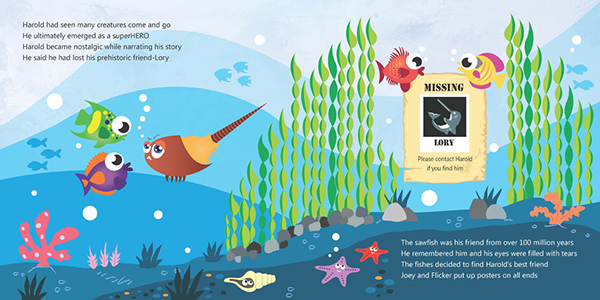 Harold had seen many creatures come and go
He ultimately emerged as a superHERO
Harold became nostalgic while narrating his story
He said he had lost his prehistoric friend-Lory
MISSING
LORY
Please contact Harold
if you find him
The sawfish was his friend from over 100 million years
He remembered him and his eyes were filled with tears
The fishes decided to find Harold's best friend
Joey and Flicker put up posters on all ends